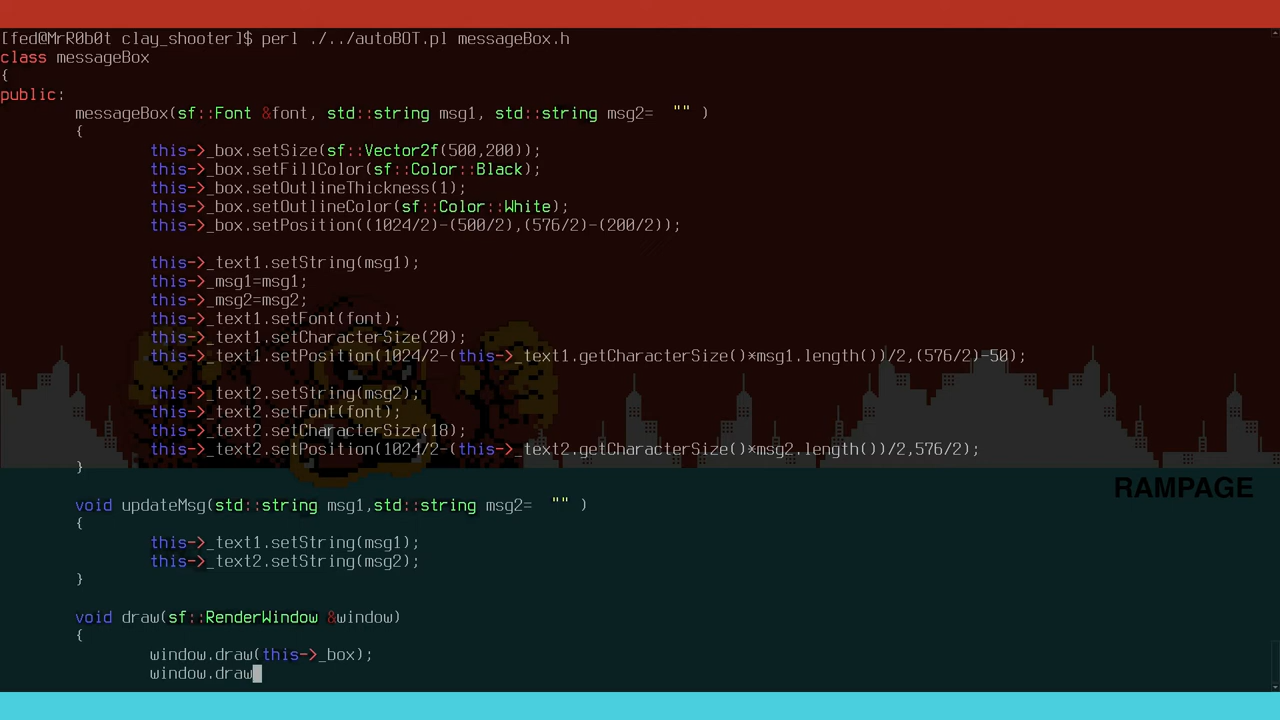 [fed@MrR0b0t clay_shooter]$ perl ./../autoBOT.pl messageBox.h
class messageBox
{
public:
messageBox(sf::Font &font, std::string msg1, std::string msg2=  "" )
{
this->_box.setSize(sf::Vector2f(500,200));
this->_box.setFillColor(sf::Color::Black);
this->_box.setOutlineThickness(1);
this->_box.setOutlineColor(sf::Color::White);
this->_box.setPosition((1024/2)-(500/2),(576/2)-(200/2));
this->_text1.setString(msg1);
this->_msg1=msg1;
this->_msg2=msg2;
this->_text1.setFont(font);
this->_text1.setCharacterSize(20);
this->_text1.setPosition(1024/2-(this->_text1.getCharacterSize()*msg1.length())/2,(576/2)-50);
this->_text2.setString(msg2);
this->_text2.setFont(font);
this->_text2.setCharacterSize(18);
this->_text2.setPosition(1024/2-(this->_text2.getCharacterSize()*msg2.length())/2,576/2);
}
RAMPAGE
void updateMsg(std::string msg1,std::string msg2=  "" )
{
this->_text1.setString(msg1);
this->_text2.setString(msg2);
}
void draw(sf::RenderWindow &window)
{
window.draw(this->_box);
window.draw